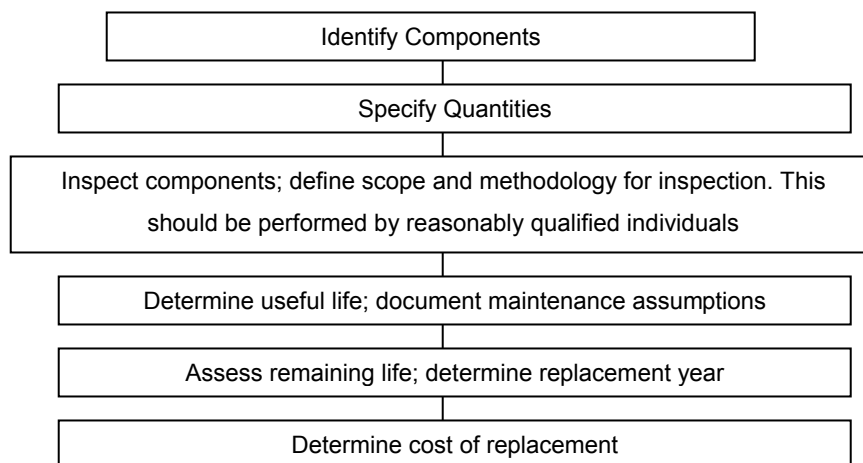 Identify Components
Specify Quantities
Inspect components; define scope and methodology for inspection. This
should be performed by reasonably qualified individuals
Determine useful life; document maintenance assumptions
Assess remaining life; determine replacement year
Determine cost of replacement